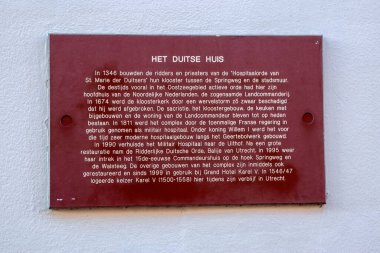 HET DUITSE HUIS
In 1346 bouwden de ridders en priesters van de 'Hospitaalorde van
St. Marie der Duitsers' hun klooster tussen de Springweg en de stadsmuur.
De destijds vooral in het Oostzeegebied actieve orde had hier zijn
hoofdhuis van de Noordelijke Nederlanden, de zogenaamde Landcommanderij.
In 1674 werd de kloosterkerk door een wervelstorm zó zwaar beschadigd
dat hij werd afgebroken. De sacristie, het kloostergebouw, de keuken met
bijgebouwen en de woning van de Landcommandeur bleven tot op heden
bestaan. In 1811 werd het complex door de toenmalige Franse regering in
gebruik genomen als militair hospitaal. Onder koning Willem I werd het voor
die tijd zeer moderne hospitaalgebouw langs het Geertebolwerk gebouwd.
In 1990 verhuisde het Militair Hospitaal naar de Uithof. Na een grote
restauratie nam de Ridderlijke Duitsche Orde, Balije van Utrecht, in 1995 weer
haar intrek in het 15de-eeuwse Commandeurshuis op de hoek Springweg en
de Walsteeg. De overige gebouwen van het complex zijn inmiddels ook
gerestaureerd en sinds 1999 in gebruik bij Grand Hotel Karel V. In 1546/47
logeerde keizer Karel V (1500-1558) hier tijdens zijn verblijf in Utrecht.